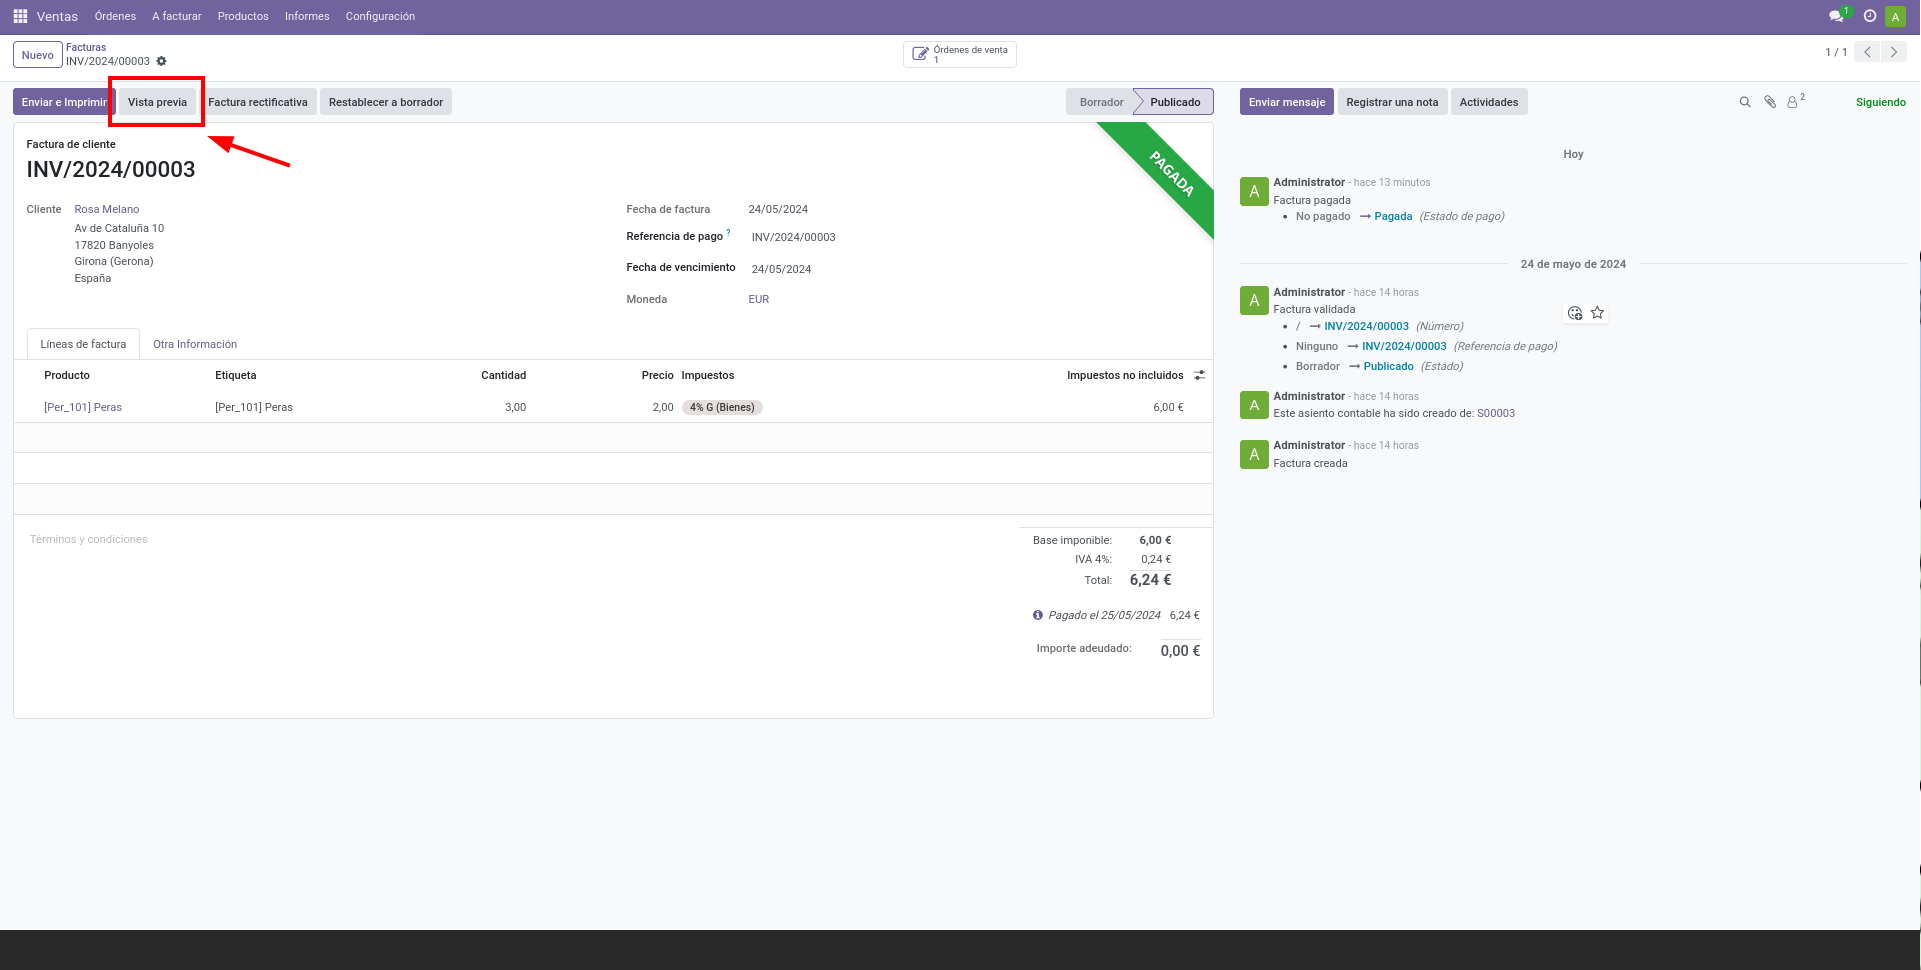 Ventas Órdenes A facturar Productos Informes Configuración 1 A
Nuevo Facturas
INV/2024/00003
Órdenes de venta
1
1 / 1
Enviar e Imprimir Vista previa Factura rectificativa Restablecer a borrador Borrador Publicado
Enviar mensaje Registrar una nota Actividades 2 Siguiendo
Factura de cliente
INV/2024/00003
PAGADA
Cliente Rosa Melano
Av de Cataluña 10
17820 Banyoles
Girona (Gerona)
España
Fecha de factura 24/05/2024
Referencia de pago ? INV/2024/00003
Fecha de vencimiento 24/05/2024
Moneda EUR
Líneas de factura Otra Información
Producto Etiqueta Cantidad Precio Impuestos Impuestos no incluidos
[Per_101] Peras [Per_101] Peras 3,00 2,00 4% G (Bienes) 6,00 €
Términos y condiciones
Base imponible: 6,00 €
IVA 4%: 0,24 €
Total: 6,24 €
Pagado el 25/05/2024 6,24 €
Importe adeudado: 0,00 €
Hoy
A Administrator - hace 13 minutos
Factura pagada
• No pagado → Pagada (Estado de pago)
24 de mayo de 2024
A Administrator - hace 14 horas
Factura validada
• / → INV/2024/00003 (Número)
• Ninguno → INV/2024/00003 (Referencia de pago)
• Borrador → Publicado (Estado)
A Administrator - hace 14 horas
Este asiento contable ha sido creado de: S00003
A Administrator - hace 14 horas
Factura creada